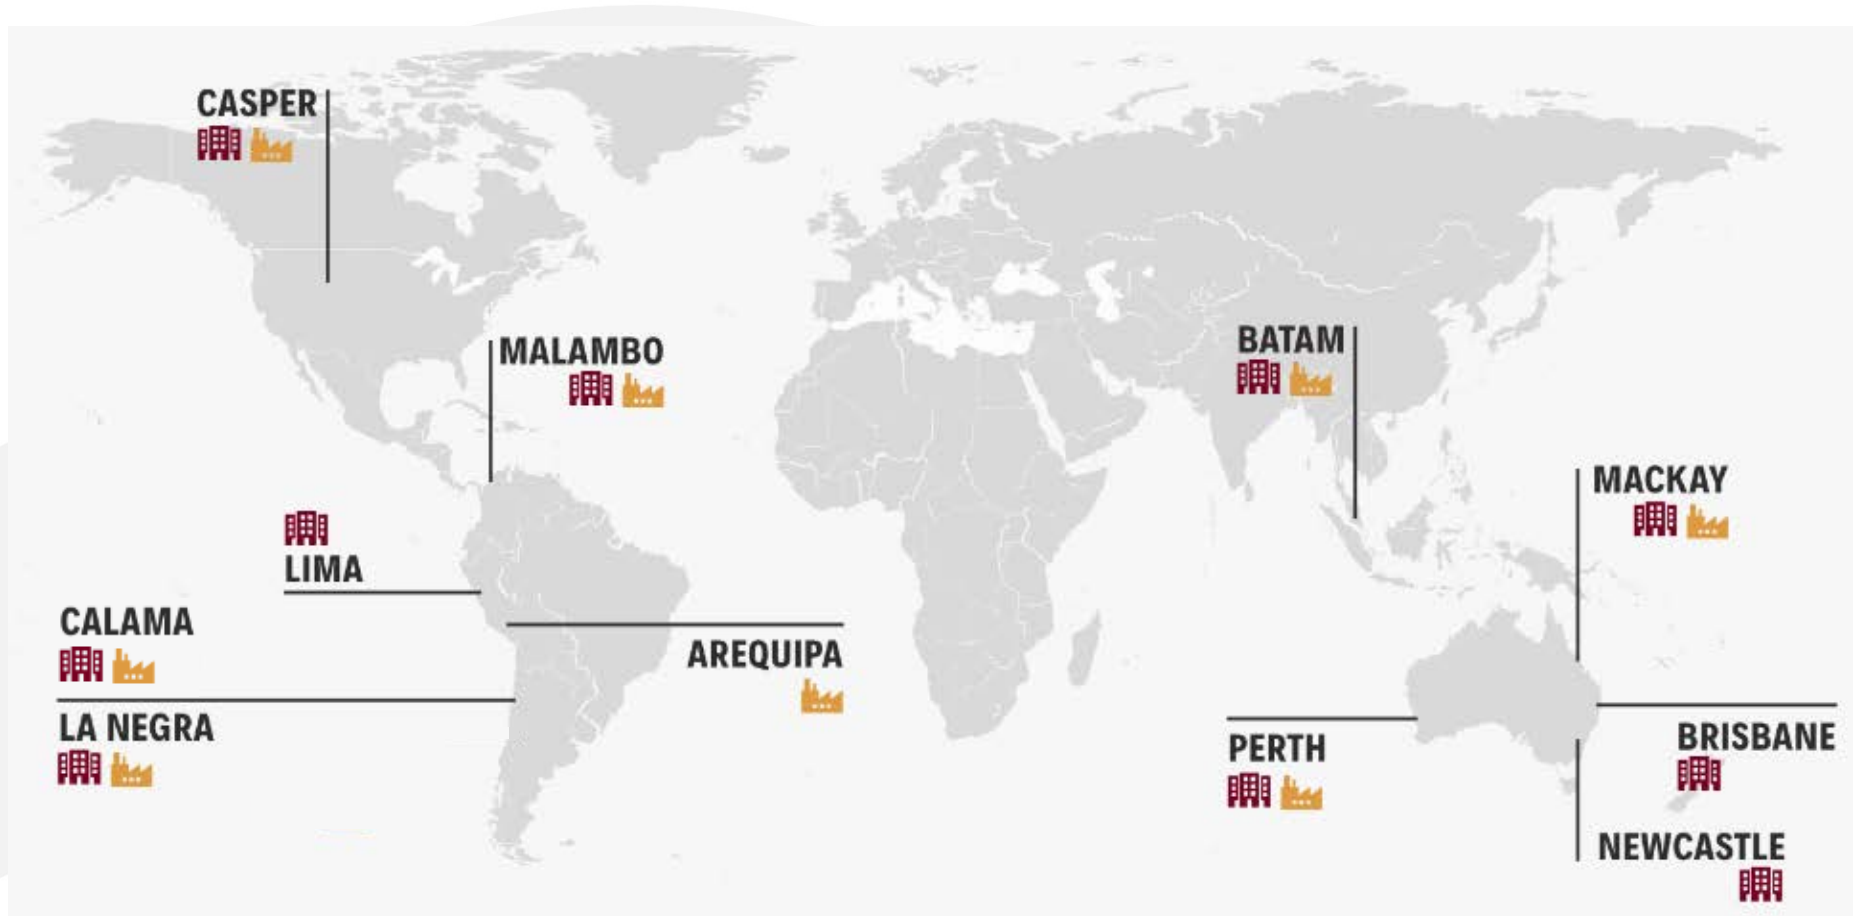 CASPER
MALAMBO
BATAM
MACKAY
LIMA
CALAMA
AREQUIPA
LA NEGRA
PERTH
BRISBANE
NEWCASTLE